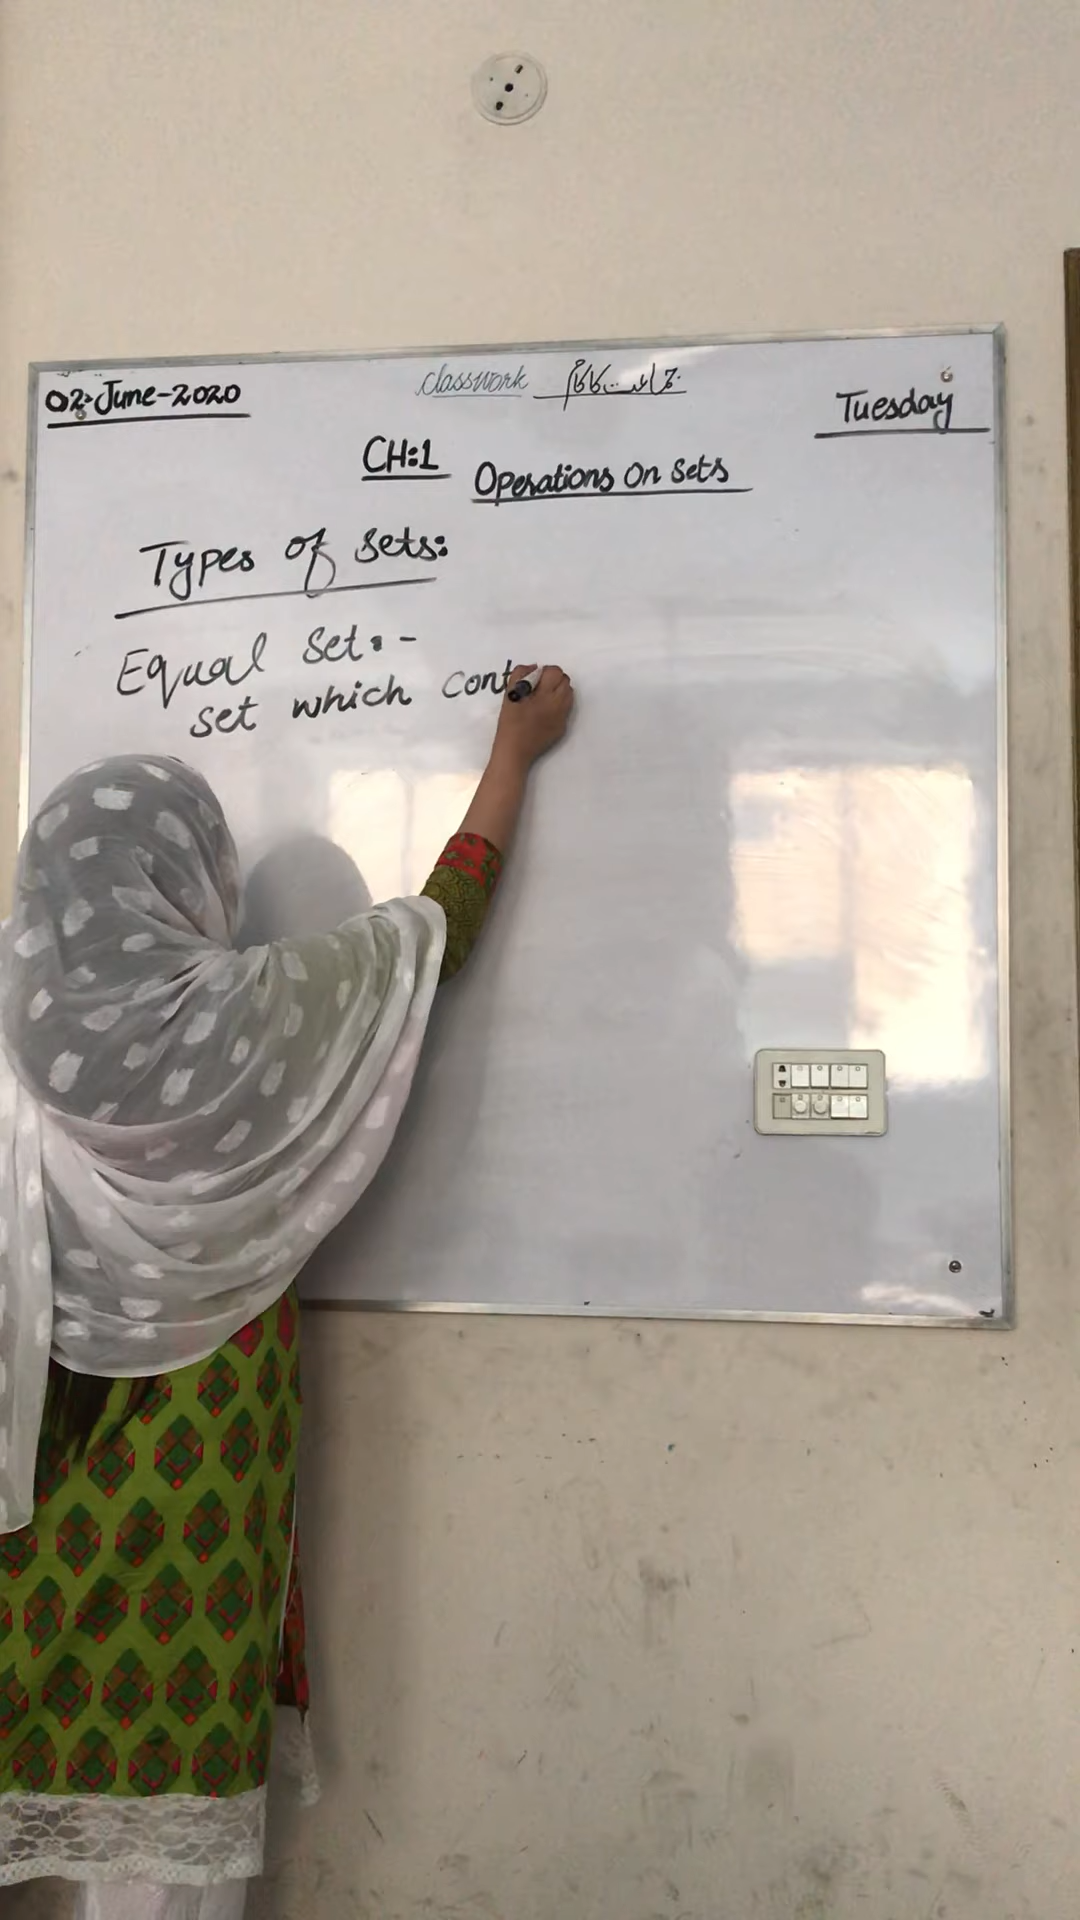 02-June-2020 classwork جماعت کا کام Tuesday
CH:1 Operations On Sets
Types of Sets:
Equal Set:-
set which cont